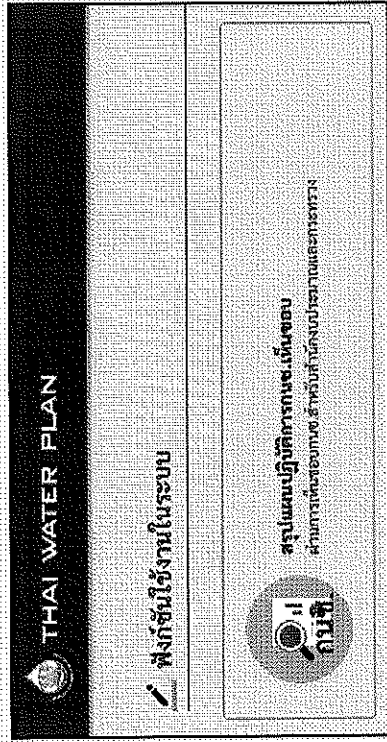 THAI WATER PLAN
ฟังก์ชันใช้งานในระบบ
สรุปแผนปฏิบัติการกนช.เห็นชอบ
ผ่านการเห็นชอบกนช. สำหรับสำนักงบประมาณและกระทรวง
กนช.